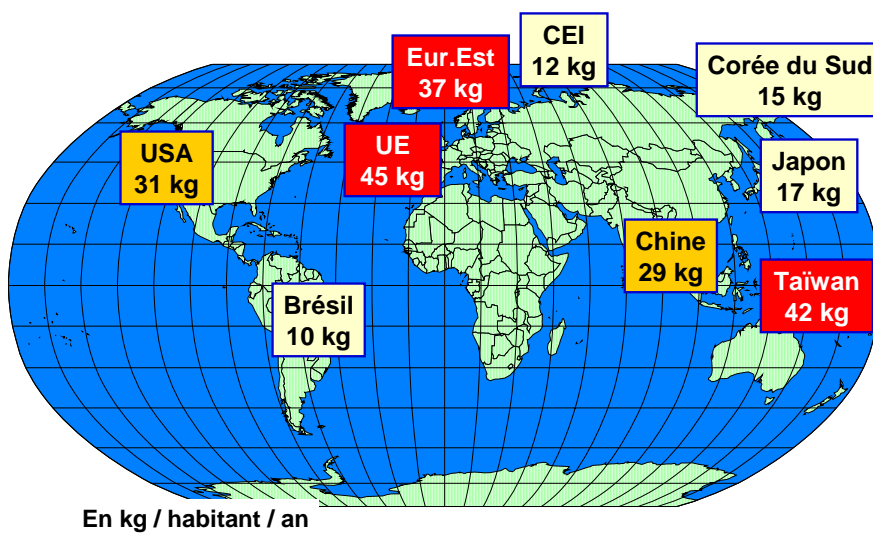 CEI
12 kg
Eur.Est
37 kg
Corée du Sud
15 kg
USA
31 kg
UE
45 kg
Japon
17 kg
Chine
29 kg
Taïwan
42 kg
Brésil
10 kg
En kg / habitant / an